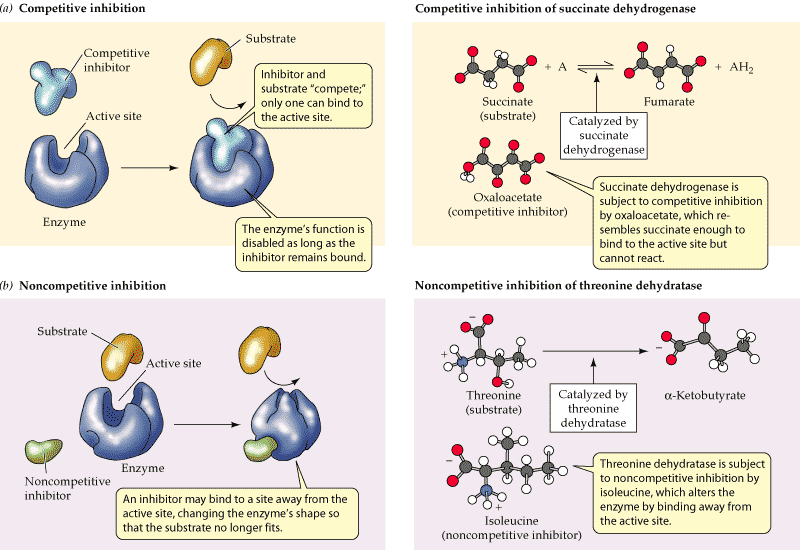 (a) Competitive inhibition
Competitive
inhibitor
Substrate
Inhibitor and
substrate “compete;”
only one can bind to
the active site.
Active site
Enzyme
The enzyme’s function is
disabled as long as the
inhibitor remains bound.
Competitive inhibition of succinate dehydrogenase
+ A
+ AH₂
Succinate
(substrate)
Fumarate
Catalyzed by
succinate
dehydrogenase
Oxaloacetate
(competitive inhibitor)
Succinate dehydrogenase is
subject to competitive inhibition
by oxaloacetate, which re-
sembles succinate enough to
bind to the active site but
cannot react.
(b) Noncompetitive inhibition
Substrate
Active site
Enzyme
Noncompetitive
inhibitor
An inhibitor may bind to a site away from the
active site, changing the enzyme’s shape so
that the substrate no longer fits.
Noncompetitive inhibition of threonine dehydratase
−
+
−
Threonine
(substrate)
α-Ketobutyrate
Catalyzed by
threonine
dehydratase
−
+
Isoleucine
(noncompetitive inhibitor)
Threonine dehydratase is subject
to noncompetitive inhibition by
isoleucine, which alters the
enzyme by binding away from
the active site.